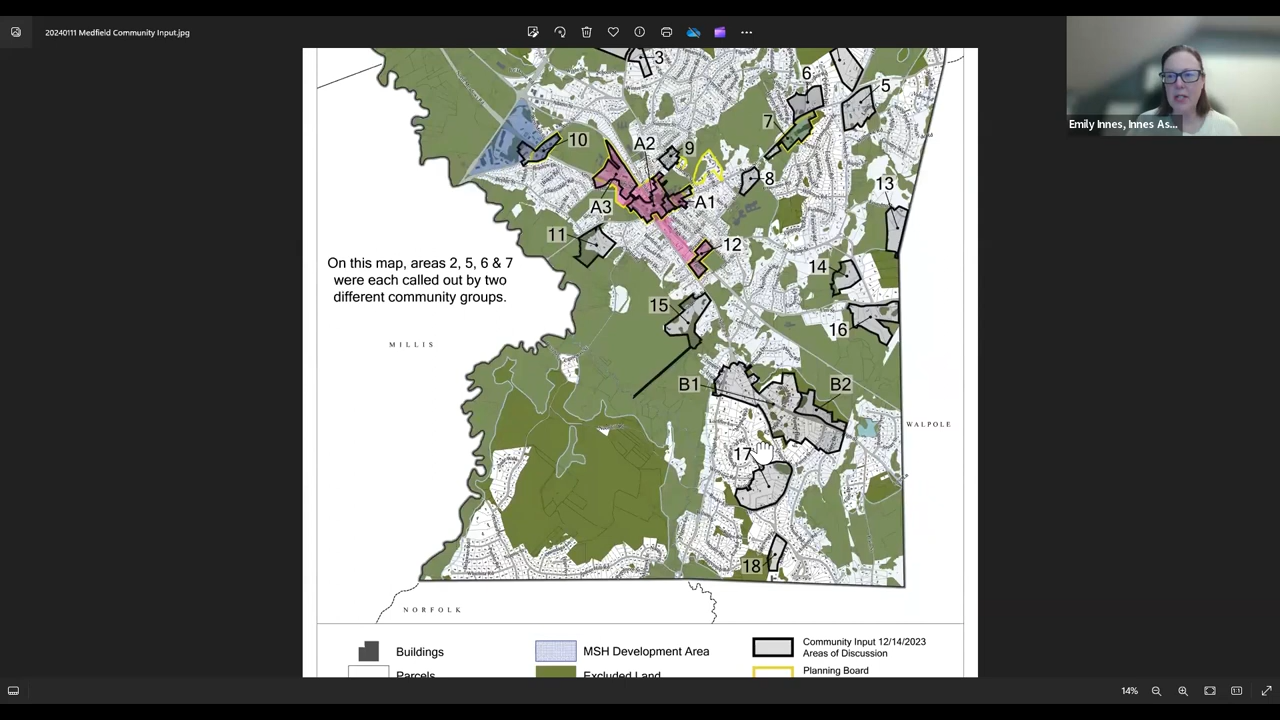 20240111 Medfield Community Input.jpg
Emily Innes, Innes As...
3
6
5
7
10
A2
9
8
A3
A1
13
11
12
On this map, areas 2, 5, 6 & 7
were each called out by two
different community groups.
14
15
16
MILLIS
B1
B2
WALPOLE
17
18
NORFOLK
Buildings
MSH Development Area
Community Input 12/14/2023
Areas of Discussion
Parcels
Excluded Land
Planning Board
14%